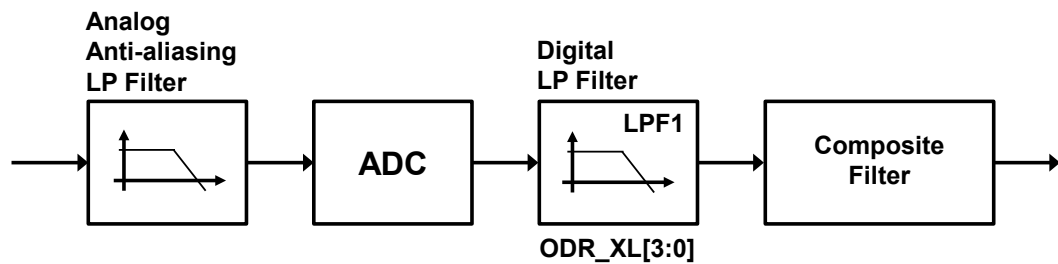 Analog
Anti-aliasing
LP Filter
ADC
Digital
LP Filter
LPF1
ODR_XL[3:0]
Composite
Filter